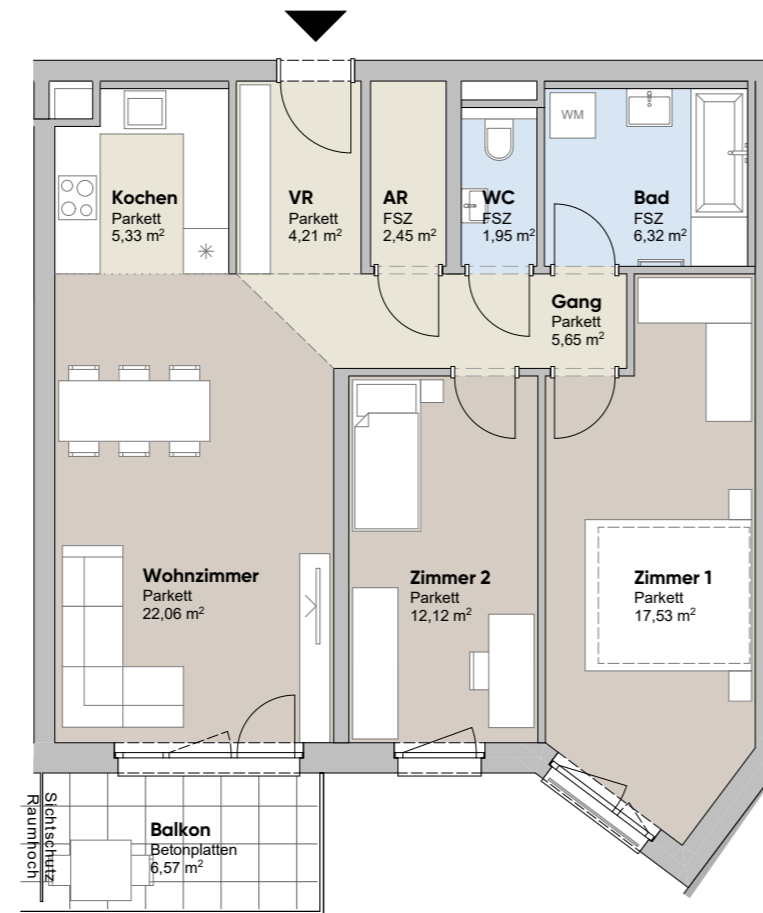 WM
Kochen
Parkett
5,33 m²
VR
Parkett
4,21 m²
AR
FSZ
2,45 m²
WC
FSZ
1,95 m²
Bad
FSZ
6,32 m²
Gang
Parkett
5,65 m²
Wohnzimmer
Parkett
22,06 m²
Zimmer 2
Parkett
12,12 m²
Zimmer 1
Parkett
17,53 m²
Balkon
Betonplatten
6,57 m²
Sichtschutz
Raumhoch